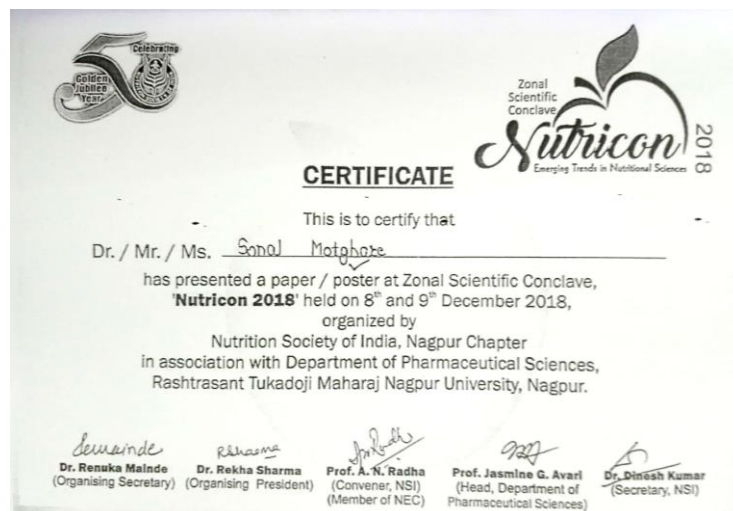 Celebrating
Golden
Jubilee
Year
Zonal
Scientific
Conclave
Nutricon
2018
Emerging Trends in Nutritional Sciences
CERTIFICATE
This is to certify that
Dr. / Mr. / Ms. Sonal Motghare
has presented a paper / poster at Zonal Scientific Conclave,
'Nutricon 2018' held on 8th and 9th December 2018,
organized by
Nutrition Society of India, Nagpur Chapter
in association with Department of Pharmaceutical Sciences,
Rashtrasant Tukadoji Maharaj Nagpur University, Nagpur.
Dr. Renuka Mainde
(Organising Secretary)
Dr. Rekha Sharma
(Organising President)
Prof. A. N. Radha
(Convener, NSI)
(Member of NEC)
Prof. Jasmine G. Avari
(Head, Department of
Pharmaceutical Sciences)
Dr. Dinesh Kumar
(Secretary, NSI)